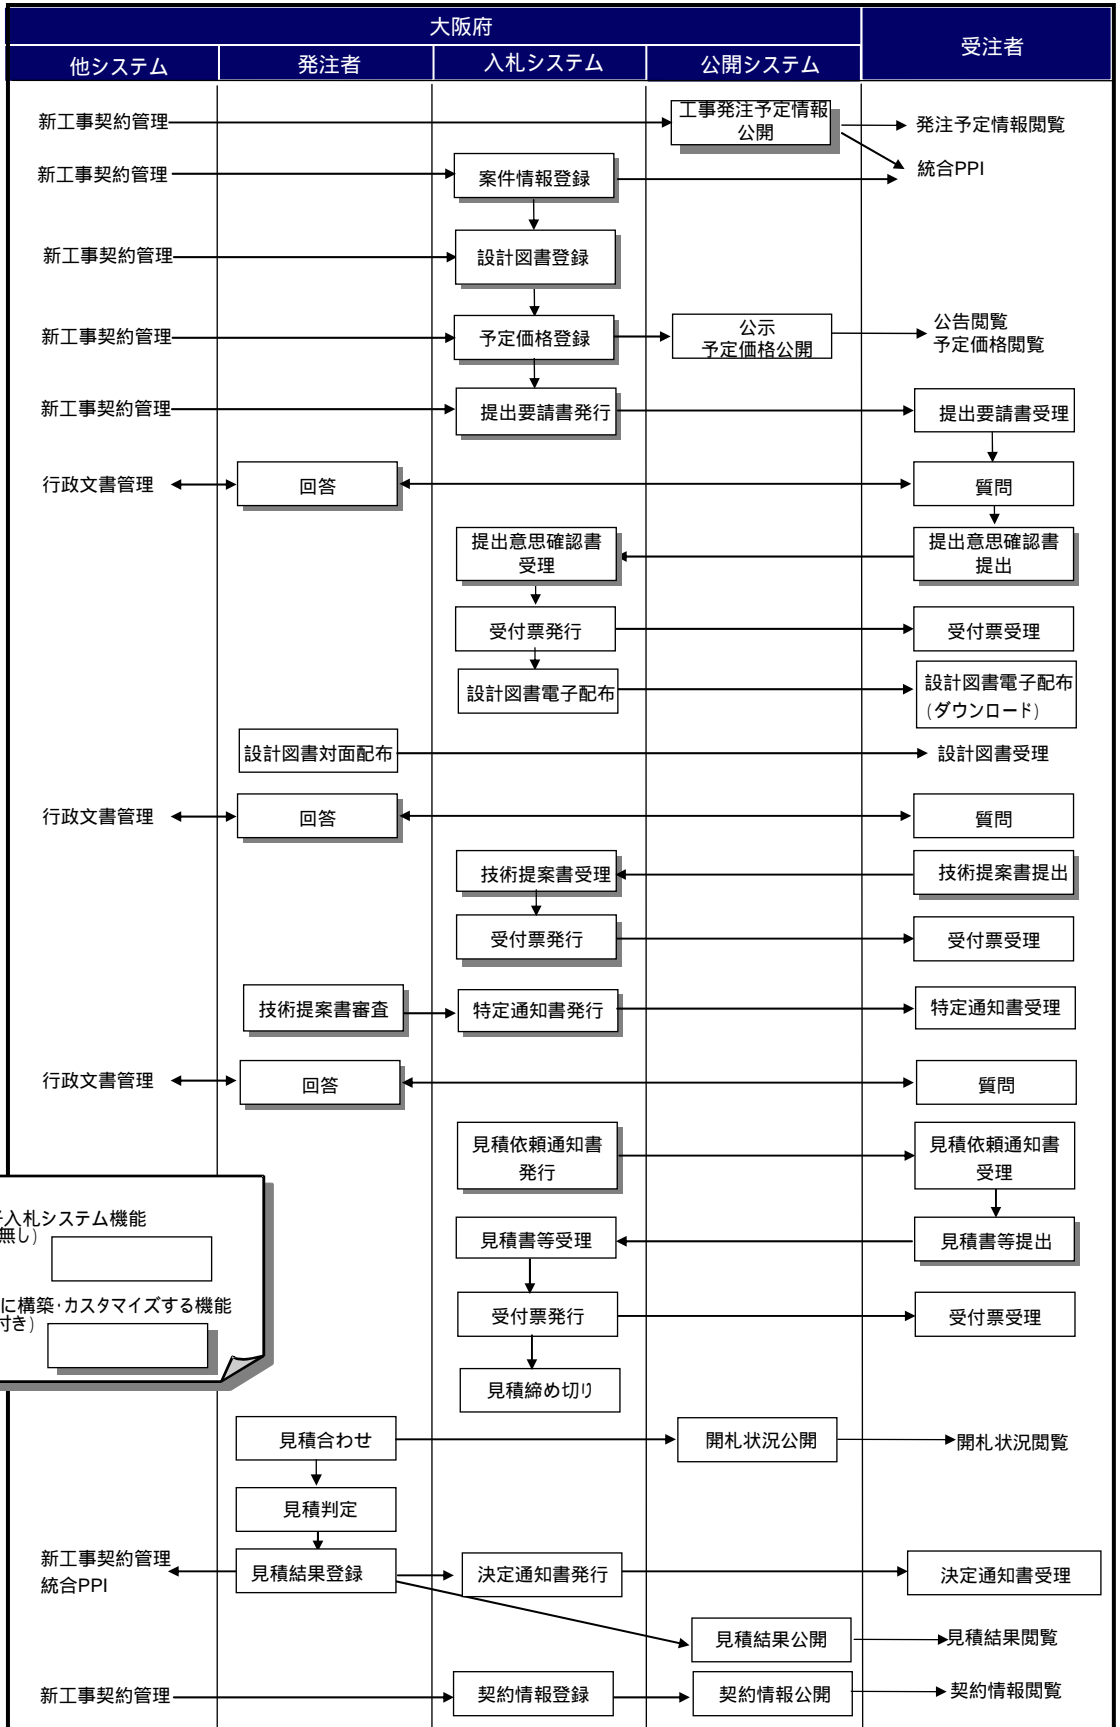 大阪府
受注者
他システム
発注者
入札システム
公開システム
新工事契約管理
工事発注予定情報
公開
発注予定情報閲覧
統合PPI
新工事契約管理
案件情報登録
新工事契約管理
設計図書登録
新工事契約管理
予定価格登録
公示
予定価格公開
公告閲覧
予定価格閲覧
新工事契約管理
提出要請書発行
提出要請書受理
行政文書管理
回答
質問
提出意思確認書
受理
提出意思確認書
提出
受付票発行
受付票受理
設計図書電子配布
設計図書電子配布
(ダウンロード)
設計図書対面配布
設計図書受理
行政文書管理
回答
質問
技術提案書受理
技術提案書提出
受付票発行
受付票受理
技術提案書審査
特定通知書発行
特定通知書受理
行政文書管理
回答
質問
見積依頼通知書
発行
見積依頼通知書
受理
入札システム機能
無し)
見積書等受理
見積書等提出
に構築・カスタマイズする機能
付き)
受付票発行
受付票受理
見積締め切り
見積合わせ
開札状況公開
開札状況閲覧
見積判定
新工事契約管理
統合PPI
見積結果登録
決定通知書発行
決定通知書受理
見積結果公開
見積結果閲覧
新工事契約管理
契約情報登録
契約情報公開
契約情報閲覧